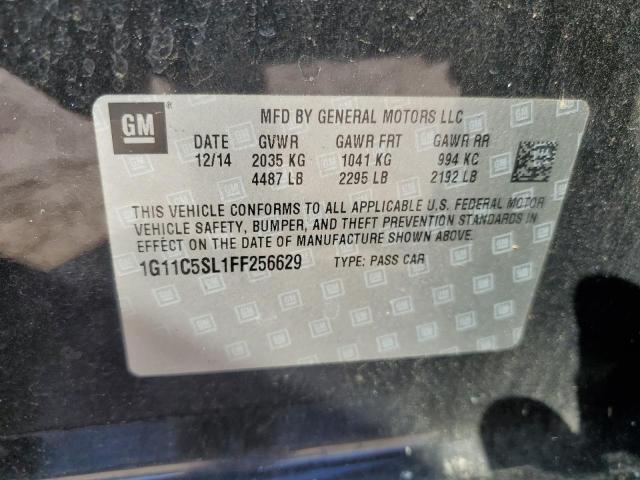 GM®
MFD BY GENERAL MOTORS LLC
DATE GVWR GAWR FRT GAWR RR
12/14 2035 KG 1041 KG 994 KC
4487 LB 2295 LB 2192 LB
THIS VEHICLE CONFORMS TO ALL APPLICABLE U.S. FEDERAL MOTOR
VEHICLE SAFETY, BUMPER, AND THEFT PREVENTION STANDARDS IN
EFFECT ON THE DATE OF MANUFACTURE SHOWN ABOVE.
1G11C5SL1FF256629 TYPE: PASS CAR